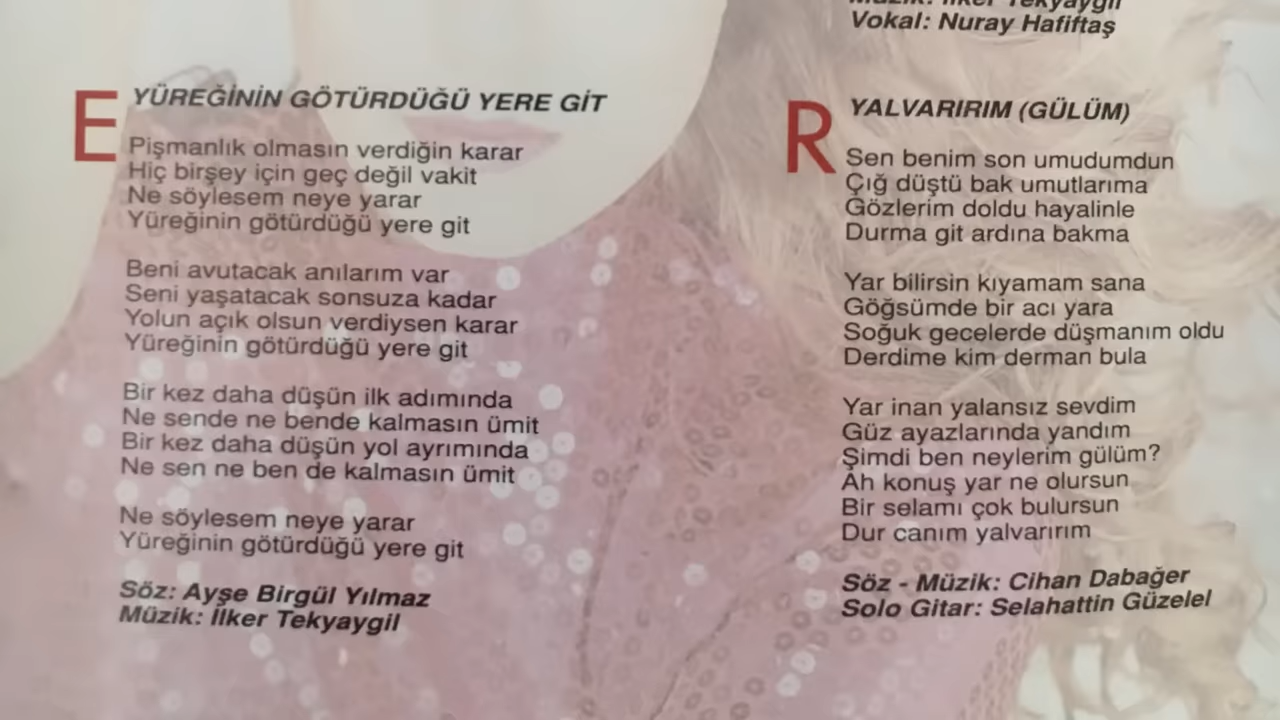 E
YÜREĞİNİN GÖTÜRDÜĞÜ YERE GİT
Pişmanlık olmasın verdiğin karar
Hiç birşey için geç değil vakit
Ne söylesem neye yarar
Yüreğinin götürdüğü yere git
Beni avutacak anılarım var
Seni yaşatacak sonsuza kadar
Yolun açık olsun verdiysen karar
Yüreğinin götürdüğü yere git
Bir kez daha düşün ilk adımında
Ne sende ne bende kalmasın ümit
Bir kez daha düşün yol ayrımında
Ne sen ne ben de kalmasın ümit
Ne söylesem neye yarar
Yüreğinin götürdüğü yere git
Söz: Ayşe Birgül Yılmaz
Müzik: İlker Tekyaygil
Müzik: İlker Tekyaygil
Vokal: Nuray Hafiftaş
R
YALVARIRIM (GÜLÜM)
Sen benim son umudumdun
Çığ düştü bak umutlarıma
Gözlerim doldu hayalinle
Durma git ardına bakma
Yar bilirsin kıyamam sana
Göğsümde bir acı yara
Soğuk gecelerde düşmanım oldu
Derdime kim derman bula
Yar inan yalansız sevdim
Güz ayazlarında yandım
Şimdi ben neylerim gülüm?
Ah konuş yar ne olursun
Bir selamı çok bulursun
Dur canım yalvarırım
Söz - Müzik: Cihan Dabağer
Solo Gitar: Selahattin Güzelel